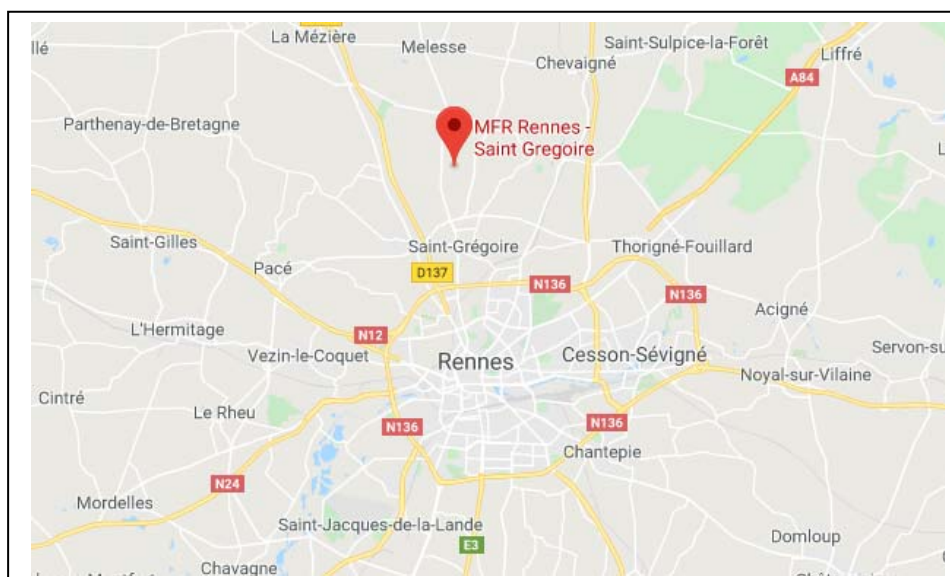 La Mézière
Melesse
Saint-Sulpice-la-Forêt
Liffré
Chevaigné
A84
Parthenay-de-Bretagne
MFR Rennes -
Saint Gregoire
Saint-Gilles
Saint-Grégoire
Thorigné-Fouillard
Pacé
D137
N136
N136
Acigné
L'Hermitage
N12
Vezin-le-Coquet
Rennes
Cesson-Sévigné
Servon-su
Noyal-sur-Vilaine
Cintré
Le Rheu
N136
N136
Chantepie
N24
Mordelles
Saint-Jacques-de-la-Lande
E3
Domloup
Chavagne